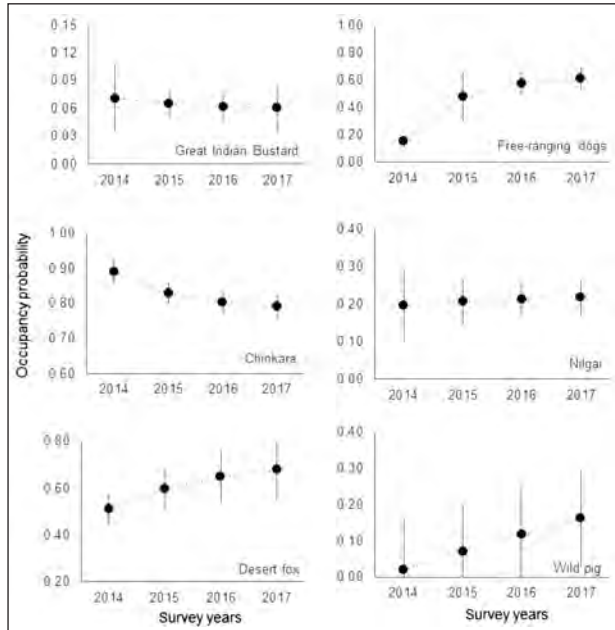 Occupancy probability
0.15
0.12
0.09
0.06
0.03
0.00
Great Indian Bustard
2014 2015 2016 2017
1.00
0.80
0.60
0.40
0.20
0.00
Free-ranging dogs
2014 2015 2016 2017
1.00
0.90
0.80
0.70
0.60
Chinkara
2014 2015 2016 2017
0.40
0.30
0.20
0.10
0.00
Nilgai
2014 2015 2016 2017
0.80
0.60
0.20
Desert fox
2014 2015 2016 2017
Survey years
0.40
0.30
0.20
0.10
0.00
Wild pig
2014 2015 2016 2017
Survey years